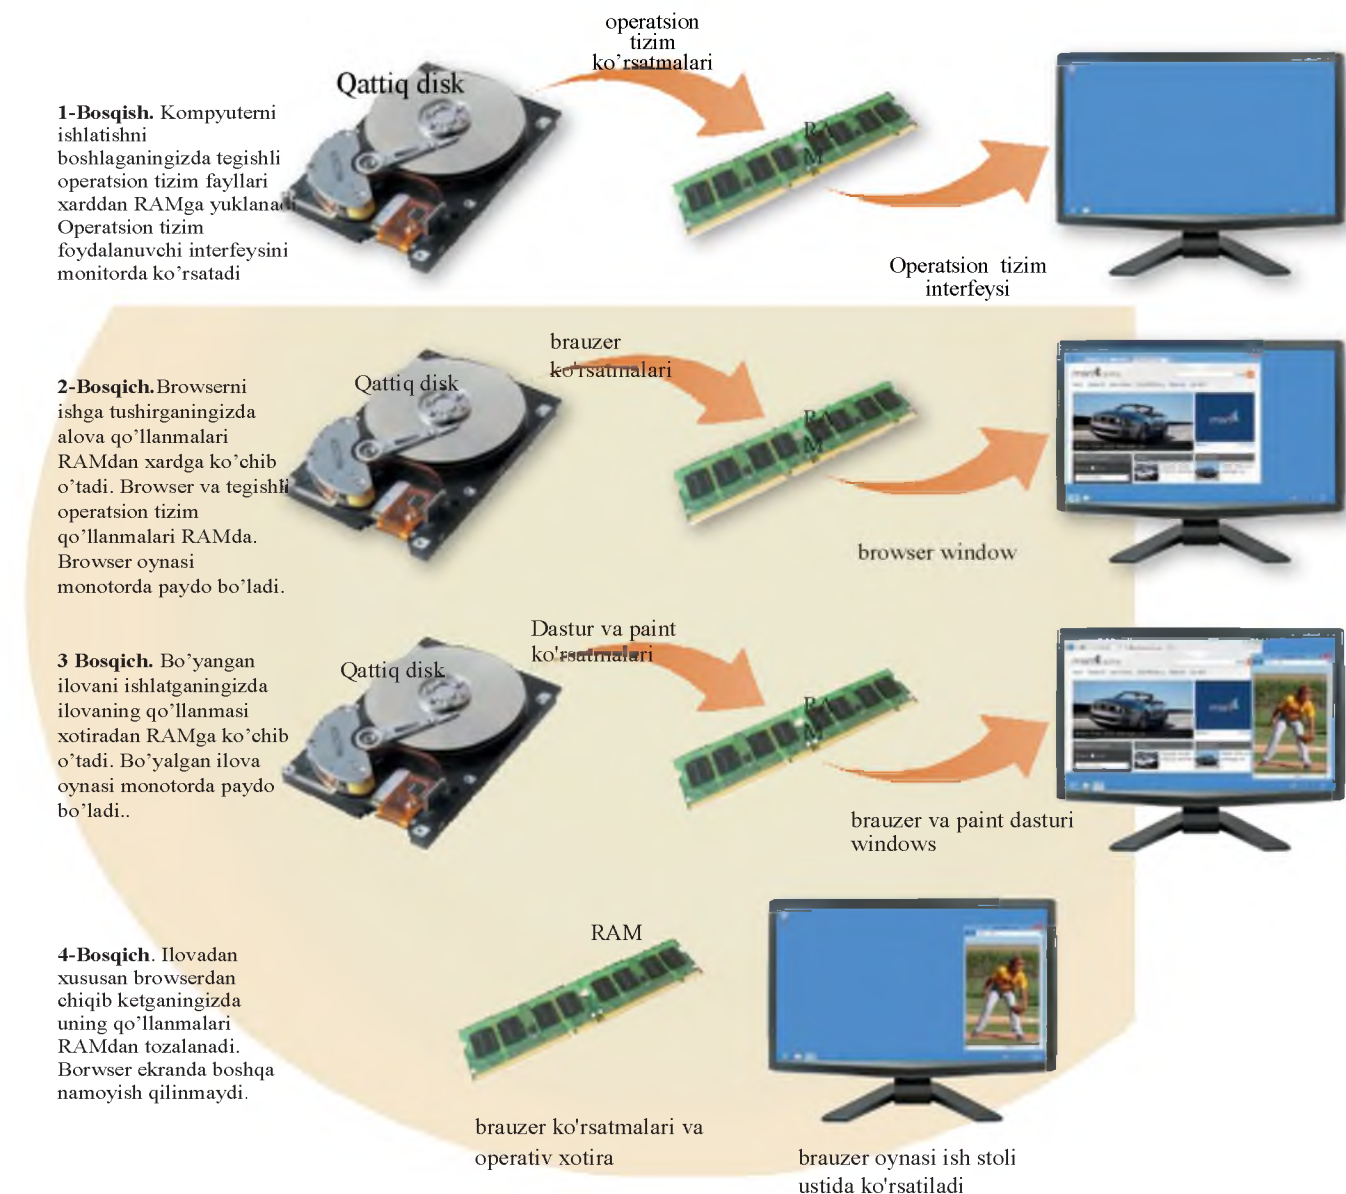 operatsion
tizim
ko’rsatmalari
Qattiq disk
RA
M
1-Bosqish. Kompyuterni
ishlatishni
boshlaganingizda tegishli
operatsion tizim fayllari
xarddan RAMga yuklanadi
Operatsion tizim
foydalanuvchi interfeysini
monitorda ko’rsatadi
Operatsion tizim
interfeysi
brauzer
ko'rsatmalari
Qattiq disk
RA
M
2-Bosqich.Browserni
ishga tushirganingizda
alova qo’llanmalari
RAMdan xardga ko’chib
o’tadi. Browser va tegishli
operatsion tizim
qo’llanmalari RAMda.
Browser oynasi
monotorda paydo bo’ladi.
browser window
Dastur va paint
ko'rsatmalari
Qattiq disk
RA
M
3 Bosqich. Bo’yangan
ilovani ishlatganingizda
ilovaning qo’llanmasi
xotiradan RAMga ko’chib
o’tadi. Bo’yalgan ilova
oynasi monotorda paydo
bo’ladi..
brauzer va paint dasturi
windows
RAM
4-Bosqich. Ilovadan
xususan browserdan
chiqib ketganingizda
uning qo’llanmalari
RAMdan tozalanadi.
Borwser ekranda boshqa
namoyish qilinmaydi.
brauzer ko'rsatmalari va
operativ xotira
brauzer oynasi ish stoli
ustida ko'rsatiladi